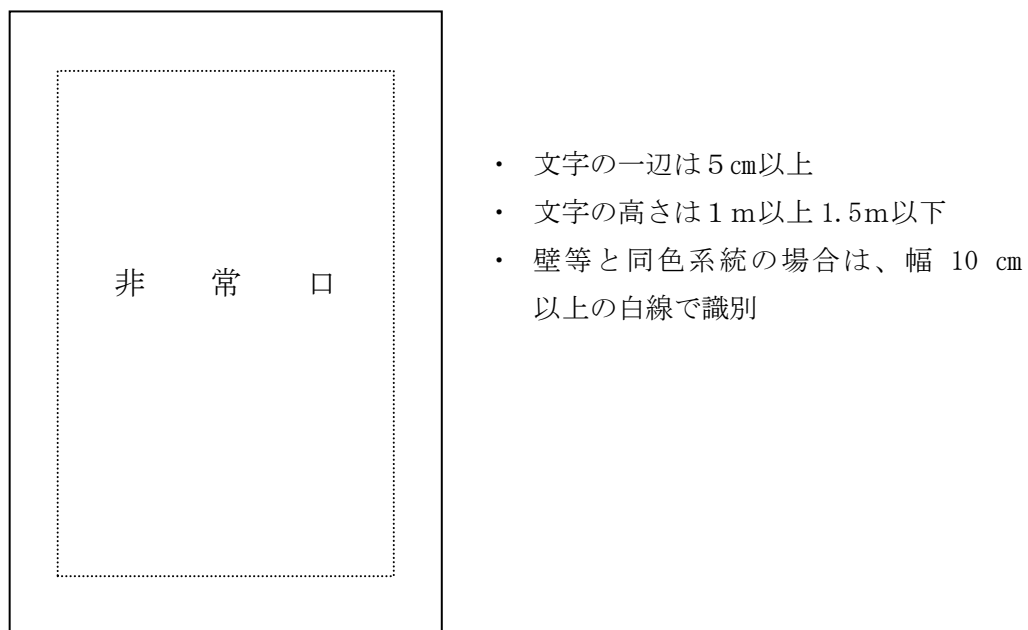 ・ 文字の一辺は５㎝以上
・ 文字の高さは１ｍ以上 1.5ｍ以下
・ 壁等と同色系統の場合は、幅 10 ㎝
以上の白線で識別
非 常 口